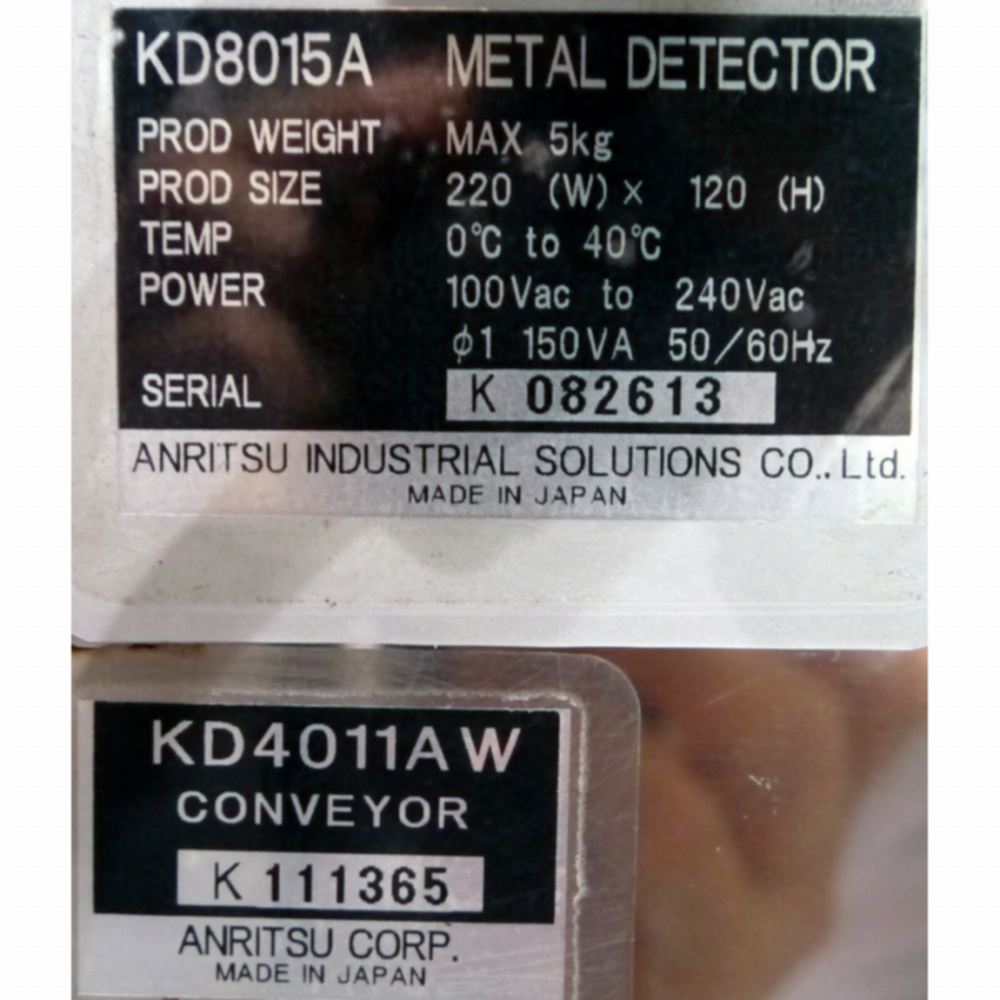 KD8015A METAL DETECTOR
PROD WEIGHT MAX 5kg
PROD SIZE 220 (W) × 120 (H)
TEMP 0℃ to 40℃
POWER 100Vac to 240Vac
ϕ1 150VA 50/60Hz
SERIAL K 082613
ANRITSU INDUSTRIAL SOLUTIONS CO.,Ltd.
MADE IN JAPAN
KD4011AW
CONVEYOR
K 111365
ANRITSU CORP.
MADE IN JAPAN